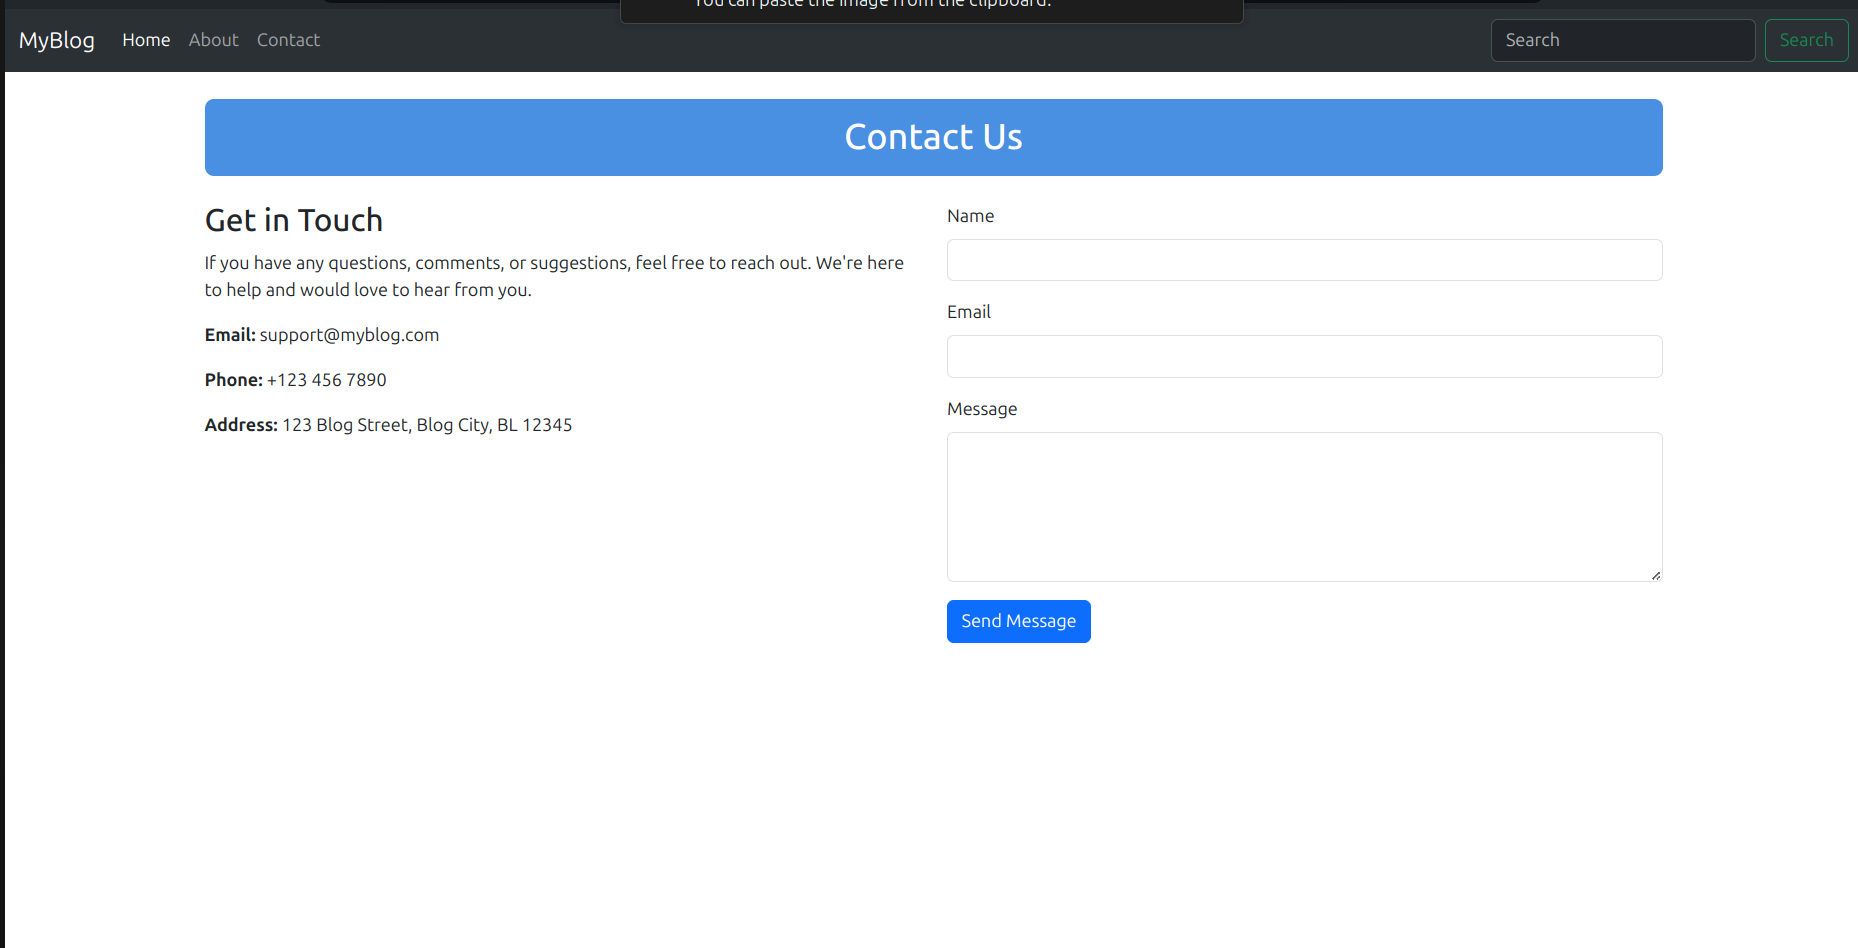 You can paste the image from the clipboard.
MyBlog Home About Contact Search Search
Contact Us
Get in Touch
If you have any questions, comments, or suggestions, feel free to reach out. We're here
to help and would love to hear from you.
Email: support@myblog.com
Phone: +123 456 7890
Address: 123 Blog Street, Blog City, BL 12345
Name
Email
Message
Send Message